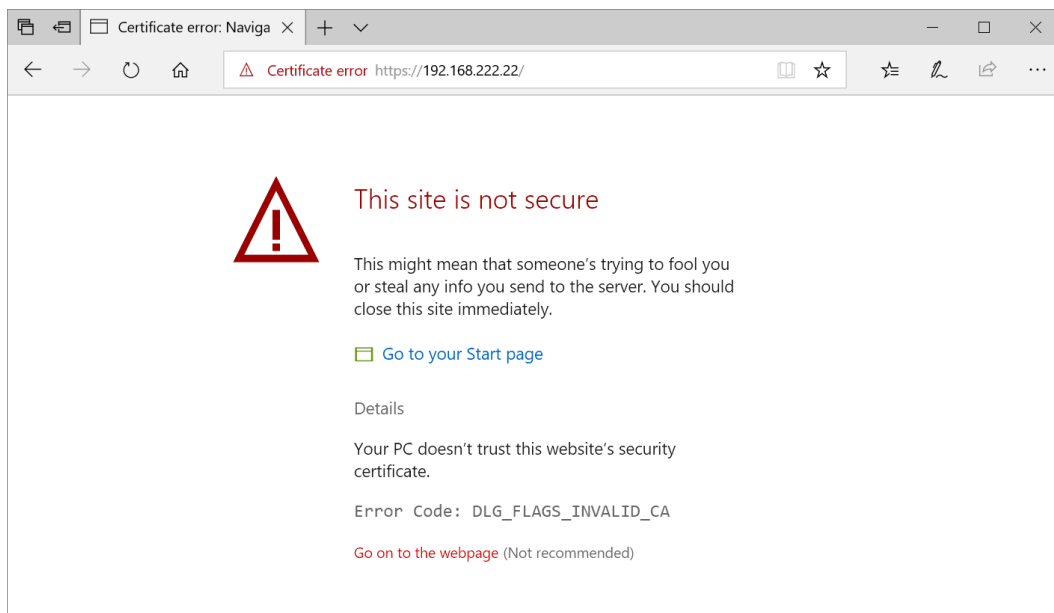 Certificate error: Naviga
Certificate error https://192.168.222.22/
This site is not secure
This might mean that someone's trying to fool you
or steal any info you send to the server. You should
close this site immediately.
Go to your Start page
Details
Your PC doesn't trust this website's security
certificate.
Error Code: DLG_FLAGS_INVALID_CA
Go on to the webpage (Not recommended)